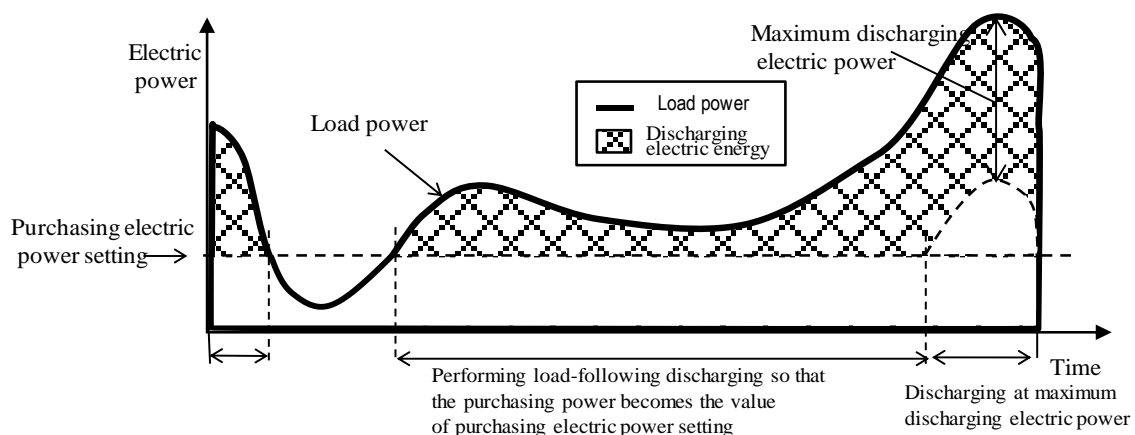 Electric
power
Maximum discharging
electric power
Load power
Load power
Discharging
electric energy
Purchasing electric
power setting
Time
Performing load-following discharging so that
the purchasing power becomes the value
of purchasing electric power setting
Discharging at maximum
discharging electric power